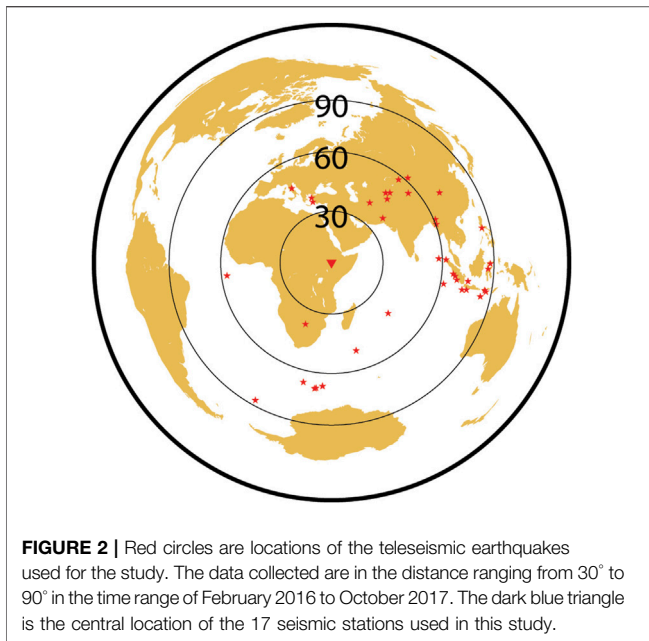 90
60
30
FIGURE 2 | Red circles are locations of the teleseismic earthquakes
used for the study. The data collected are in the distance ranging from 30° to
90° in the time range of February 2016 to October 2017. The dark blue triangle
is the central location of the 17 seismic stations used in this study.